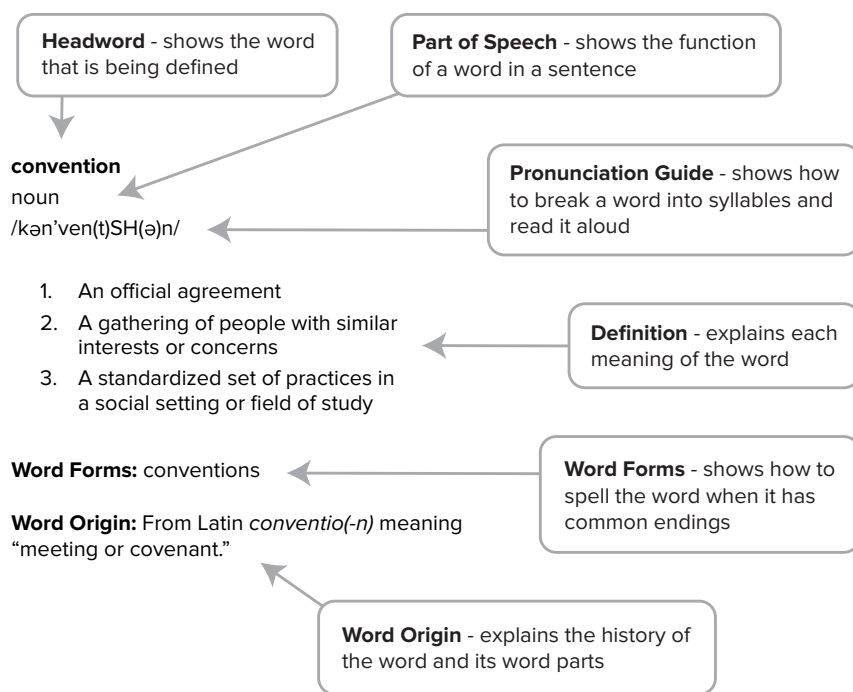 Headword - shows the word
that is being defined
Part of Speech - shows the function
of a word in a sentence
convention
noun
/kən'ven(t)SH(ə)n/
Pronunciation Guide - shows how
to break a word into syllables and
read it aloud
1. An official agreement
2. A gathering of people with similar
interests or concerns
3. A standardized set of practices in
a social setting or field of study
Definition - explains each
meaning of the word
Word Forms: conventions
Word Forms - shows how to
spell the word when it has
common endings
Word Origin: From Latin conventio(-n) meaning
“meeting or covenant.”
Word Origin - explains the history of
the word and its word parts